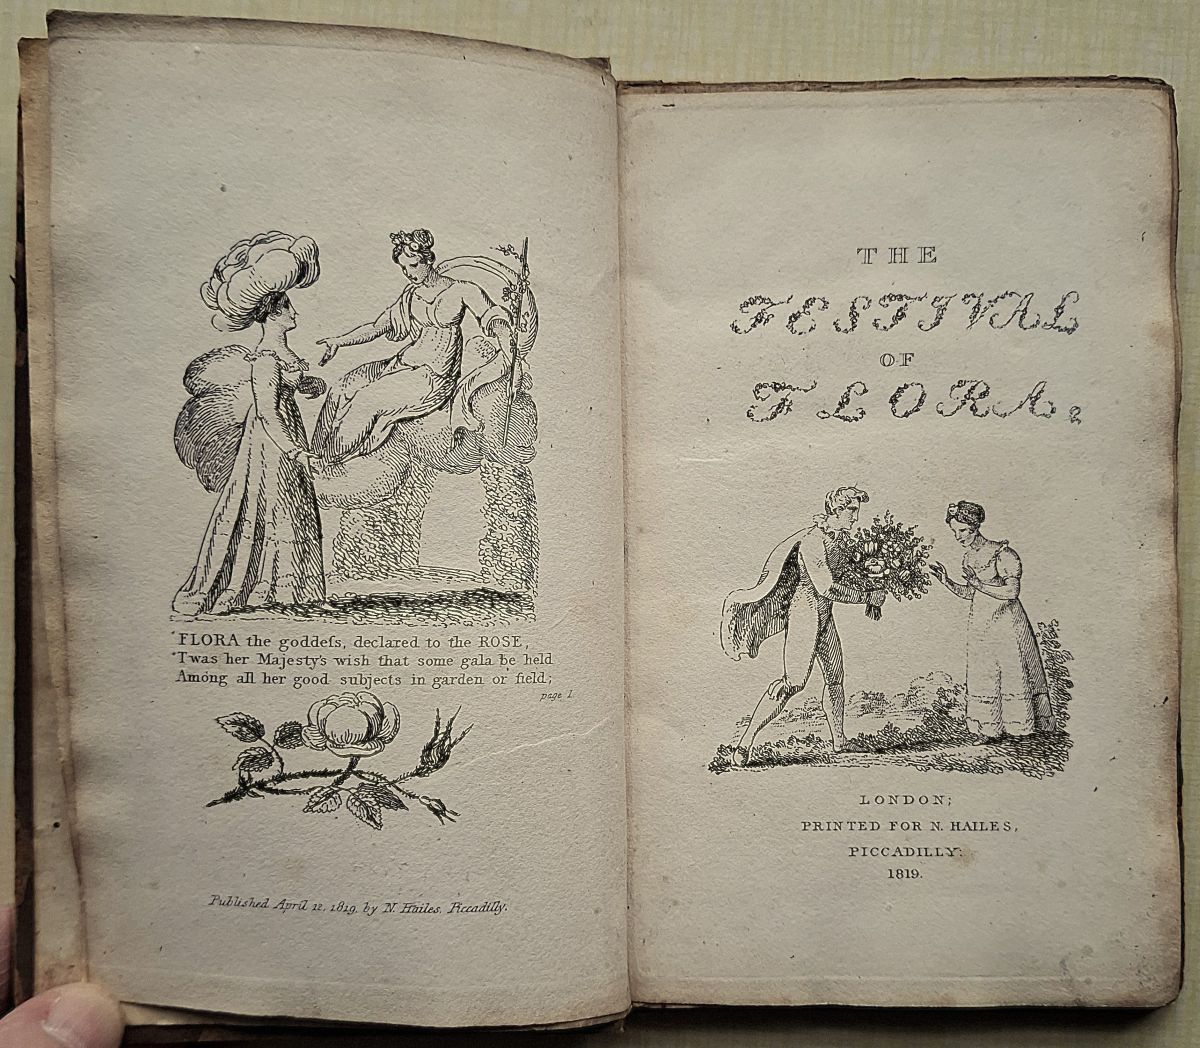 'FLORA the goddeſs, declared to the ROSE,
'Twas her Majesty's wish that some gala be held
Among all her good subjects in garden or field;
page 1.
Published April 12, 1819, by N. Hailes, Piccadilly.
THE
FESTIVAL
OF
FLORA.
LONDON;
PRINTED FOR N. HAILES,
PICCADILLY.
1819.